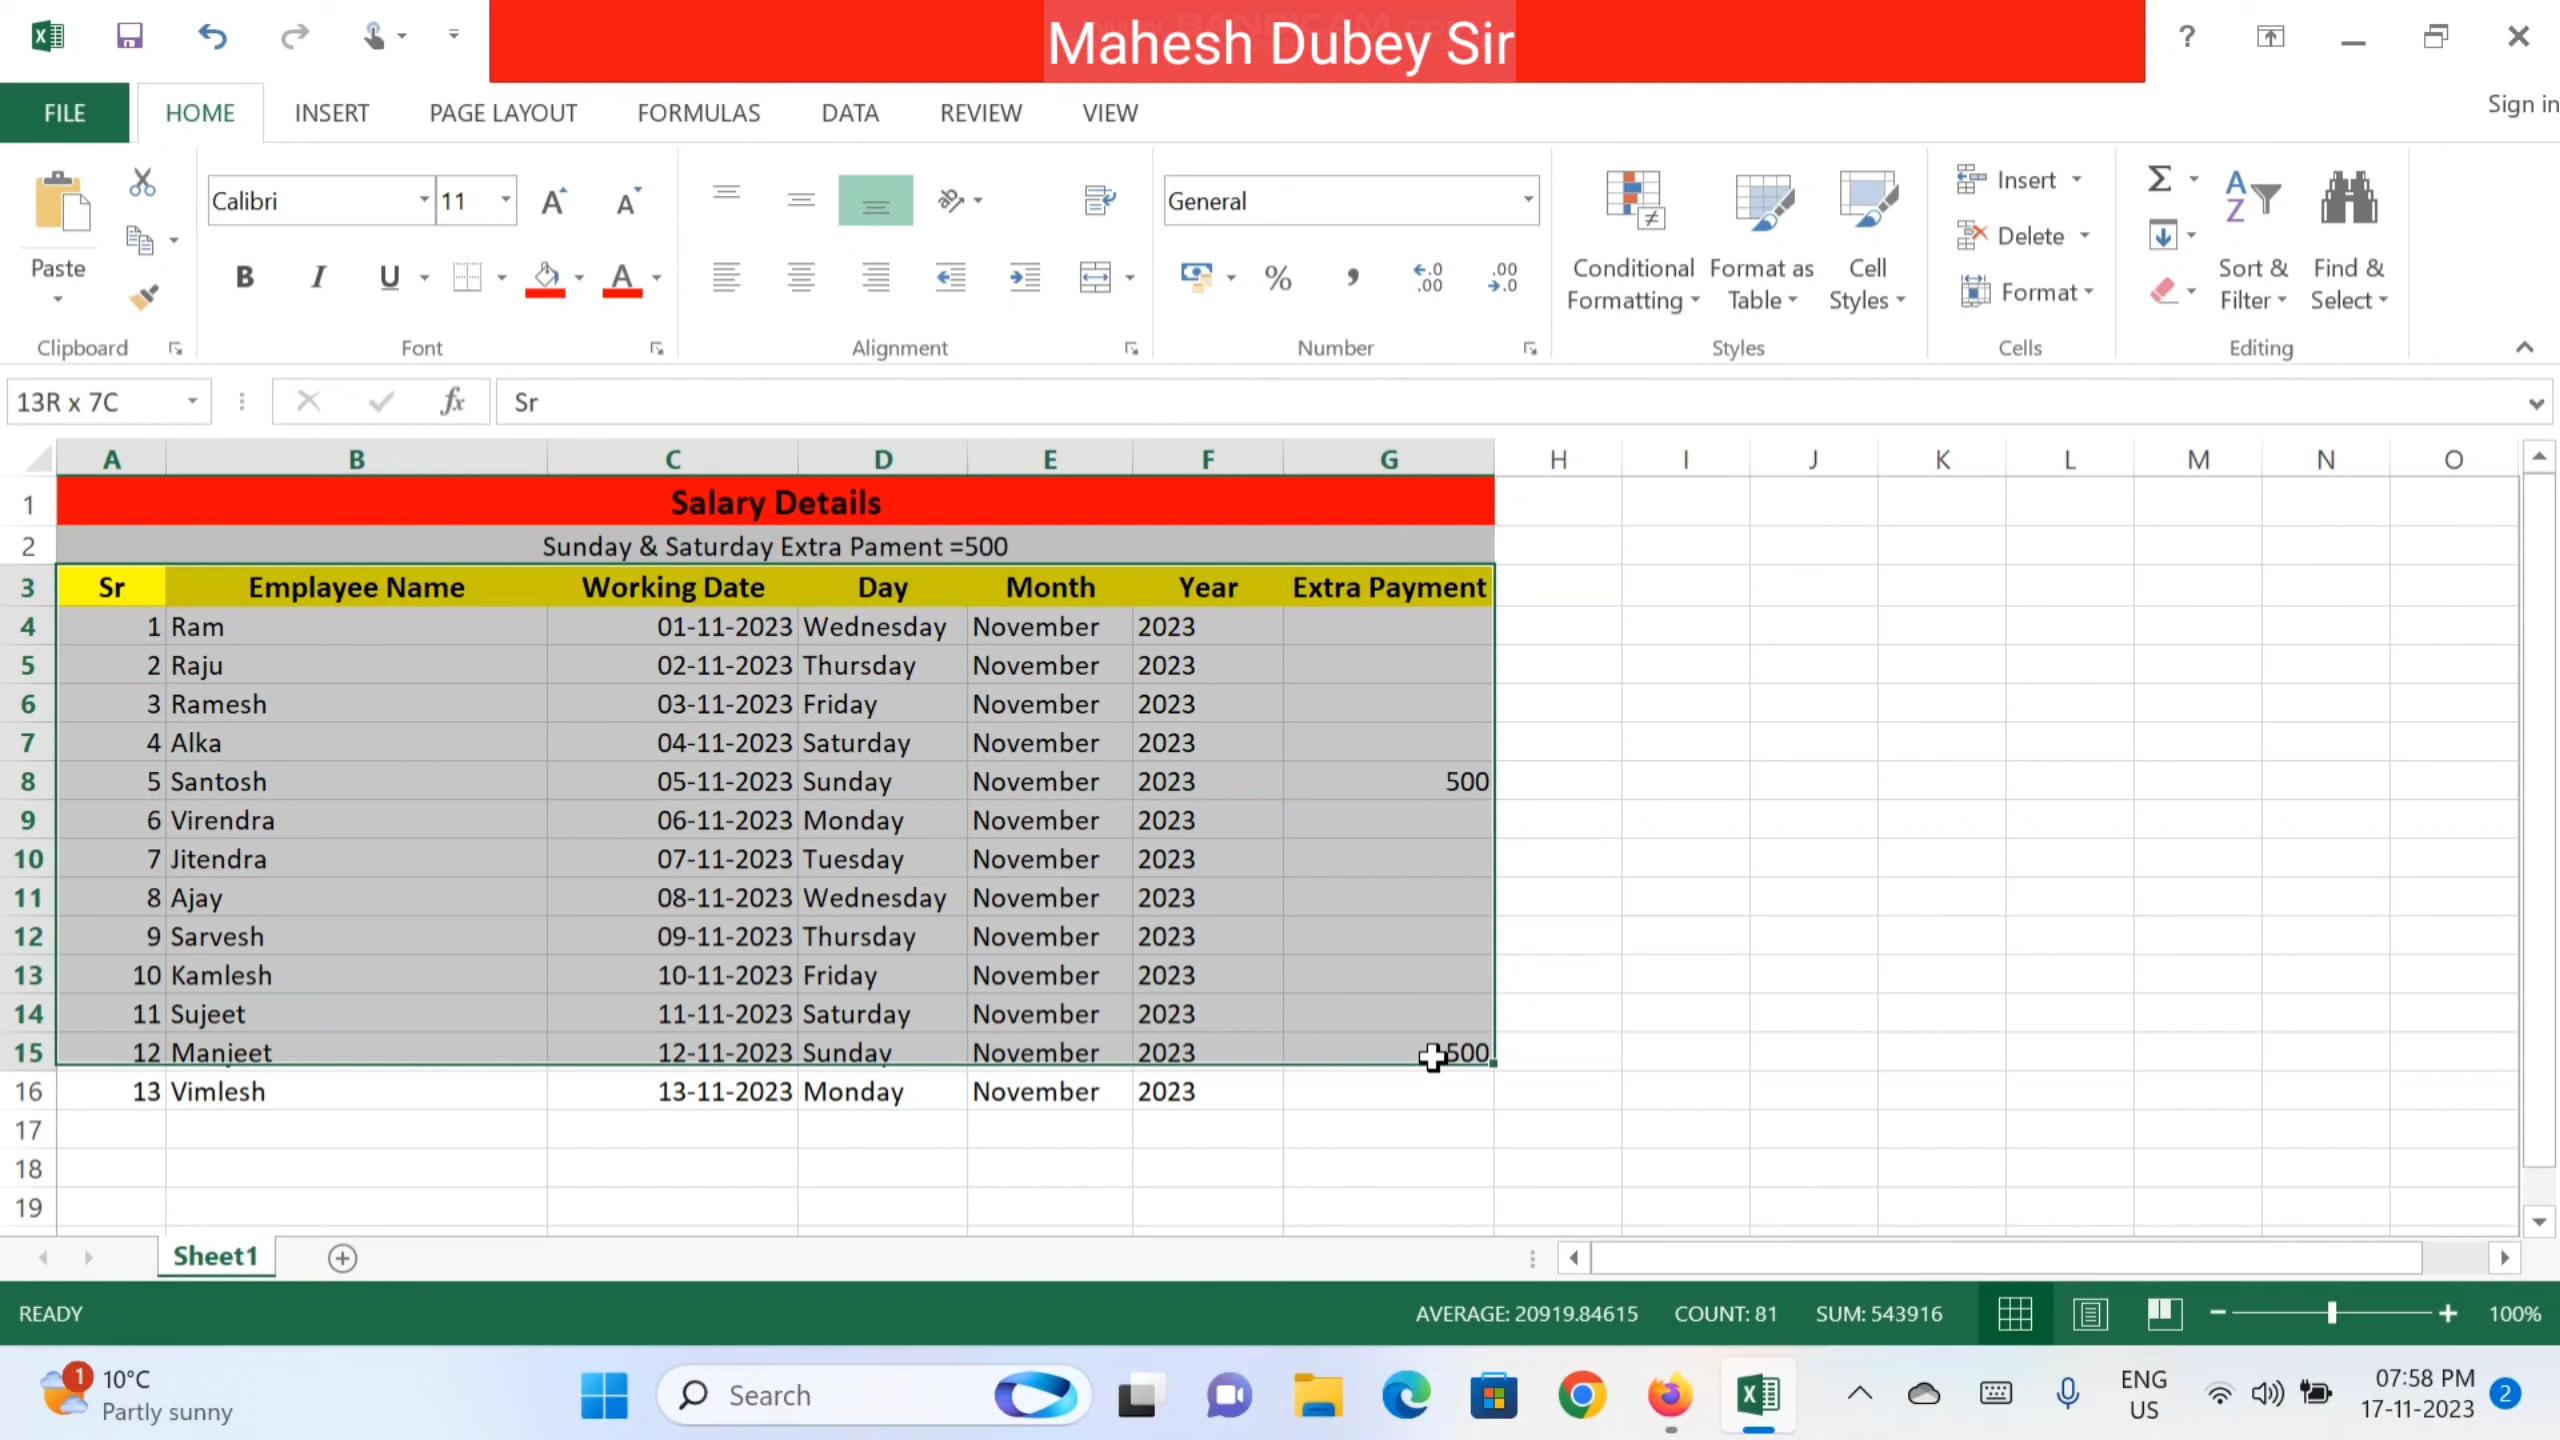 Mahesh Dubey Sir
?
FILE HOME INSERT PAGE LAYOUT FORMULAS DATA REVIEW VIEW Sign in
Paste
Clipboard
Calibri 11
B I U A
Font
Alignment
General
%
Number
Conditional Formatting
Format as Table
Cell Styles
Styles
Insert
Delete
Format
Cells
Sort & Filter
Find & Select
Editing
13R x 7C fx Sr
A B C D E F G H I J K L M N O
1 Salary Details
2 Sunday & Saturday Extra Pament =500
3 Sr Emplayee Name Working Date Day Month Year Extra Payment
4 1 Ram 01-11-2023 Wednesday November 2023
5 2 Raju 02-11-2023 Thursday November 2023
6 3 Ramesh 03-11-2023 Friday November 2023
7 4 Alka 04-11-2023 Saturday November 2023
8 5 Santosh 05-11-2023 Sunday November 2023 500
9 6 Virendra 06-11-2023 Monday November 2023
10 7 Jitendra 07-11-2023 Tuesday November 2023
11 8 Ajay 08-11-2023 Wednesday November 2023
12 9 Sarvesh 09-11-2023 Thursday November 2023
13 10 Kamlesh 10-11-2023 Friday November 2023
14 11 Sujeet 11-11-2023 Saturday November 2023
15 12 Manjeet 12-11-2023 Sunday November 2023 500
16 13 Vimlesh 13-11-2023 Monday November 2023
17
18
19
Sheet1
READY AVERAGE: 20919.84615 COUNT: 81 SUM: 543916 100%
1 10°C
Partly sunny
Search
ENG
US
07:58 PM
17-11-2023
2